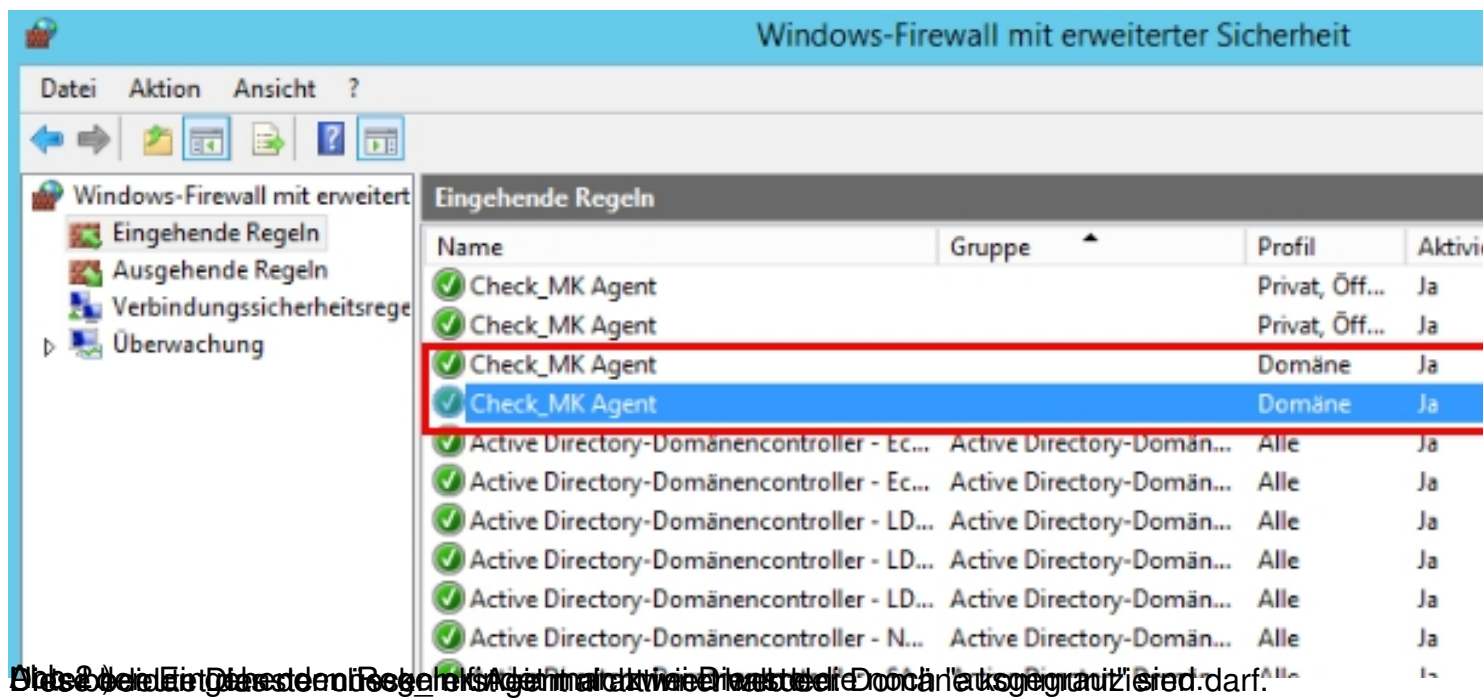 Windows-Firewall mit erweiterter Sicherheit
Datei Aktion Ansicht ?
Windows-Firewall mit erweitert
Eingehende Regeln
Ausgehende Regeln
Verbindungssicherheitsrege
Überwachung
Eingehende Regeln
Name Gruppe Profil Aktivie
Check_MK Agent Privat, Öff... Ja
Check_MK Agent Privat, Öff... Ja
Check_MK Agent Domäne Ja
Check_MK Agent Domäne Ja
Active Directory-Domänencontroller - Ec... Active Directory-Domän... Alle Ja
Active Directory-Domänencontroller - Ec... Active Directory-Domän... Alle Ja
Active Directory-Domänencontroller - LD... Active Directory-Domän... Alle Ja
Active Directory-Domänencontroller - LD... Active Directory-Domän... Alle Ja
Active Directory-Domänencontroller - LD... Active Directory-Domän... Alle Ja
Active Directory-Domänencontroller - N... Active Directory-Domän... Alle Ja
darf.